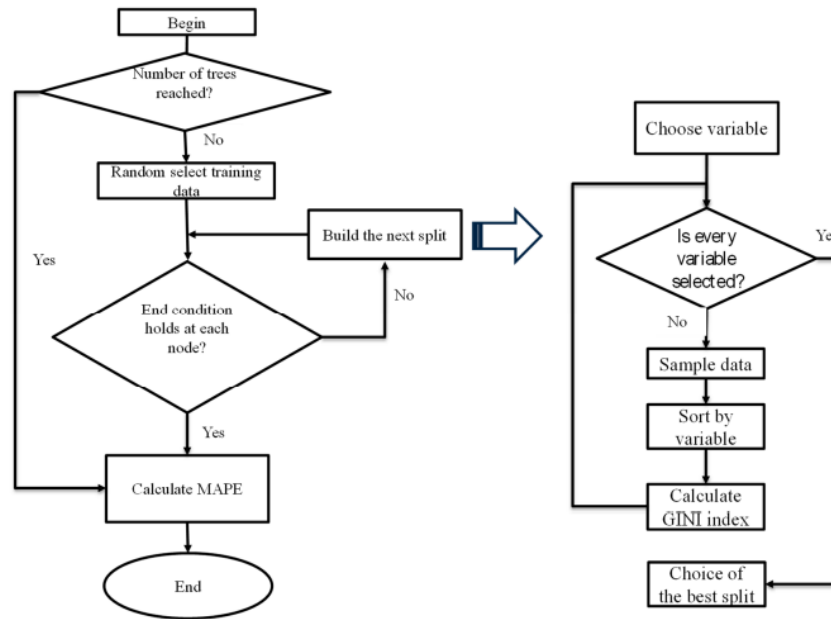 Begin
Number of trees
reached?
No
Random select training
data
Build the next split
Yes
No
End condition
holds at each
node?
Yes
Calculate MAPE
End
Choose variable
Is every
variable
selected?
Ye
No
Sample data
Sort by
variable
Calculate
GINI index
Choice of
the best split